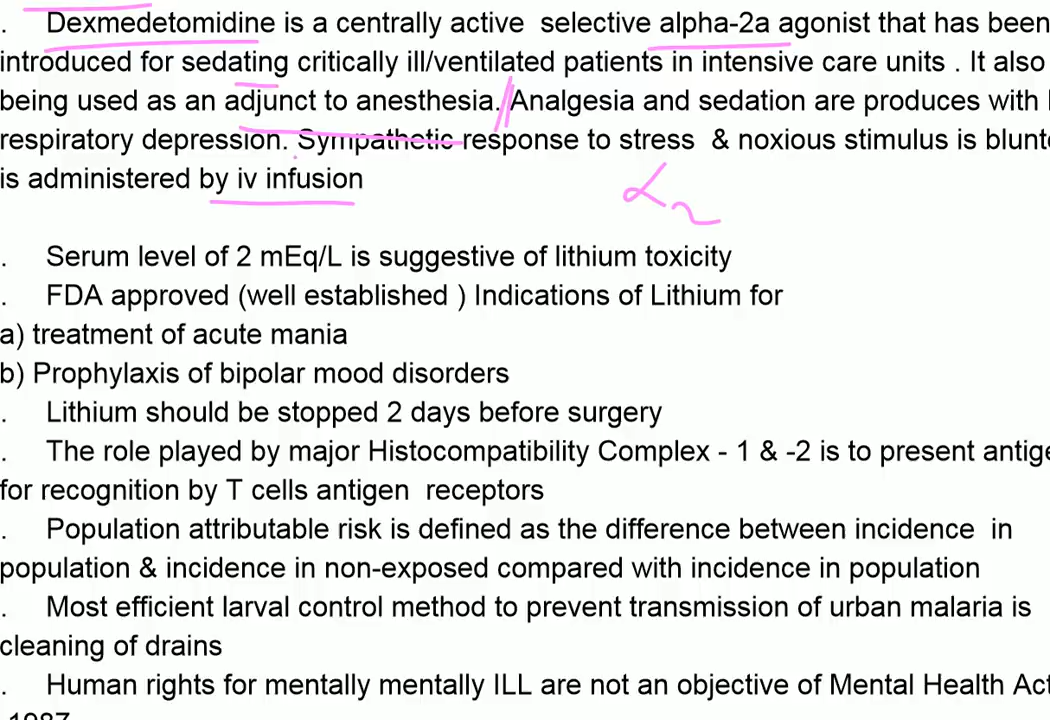 . Dexmedetomidine is a centrally active selective alpha-2a agonist that has been
introduced for sedating critically ill/ventilated patients in intensive care units . It also
being used as an adjunct to anesthesia. Analgesia and sedation are produces with
respiratory depression. Sympathetic response to stress & noxious stimulus is
is administered by iv infusion
α2
. Serum level of 2 mEq/L is suggestive of lithium toxicity
. FDA approved (well established ) Indications of Lithium for
a) treatment of acute mania
b) Prophylaxis of bipolar mood disorders
. Lithium should be stopped 2 days before surgery
. The role played by major Histocompatibility Complex - 1 & -2 is to present
for recognition by T cells antigen receptors
. Population attributable risk is defined as the difference between incidence in
population & incidence in non-exposed compared with incidence in population
. Most efficient larval control method to prevent transmission of urban malaria is
cleaning of drains
. Human rights for mentally mentally ILL are not an objective of Mental Health Act
1987